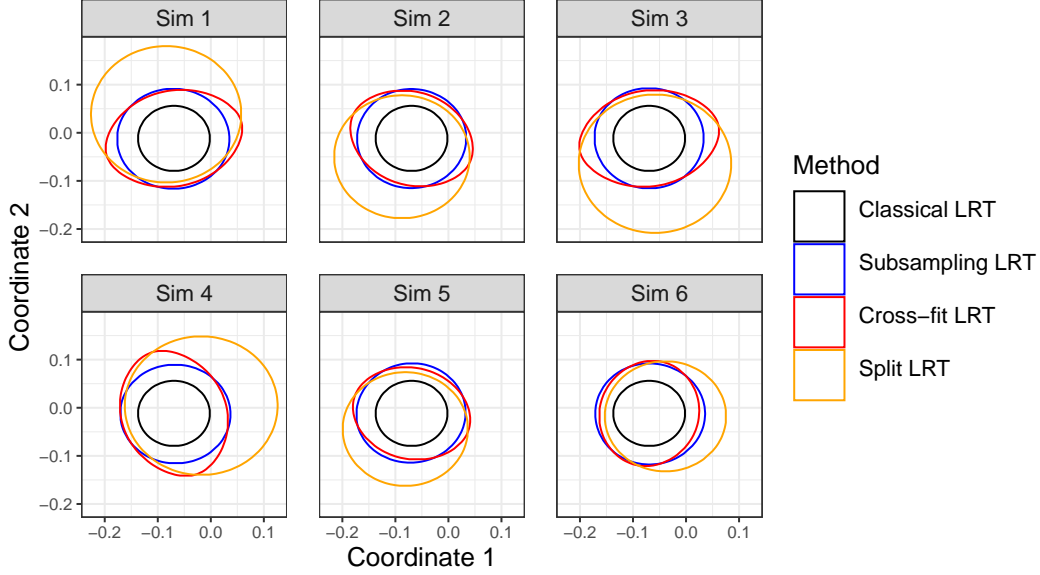 Sim 1
Sim 2
Sim 3
0.1
0.0
−0.1
−0.2
Sim 4
Sim 5
Sim 6
0.1
0.0
−0.1
−0.2
−0.2 −0.1 0.0 0.1
−0.2 −0.1 0.0 0.1
−0.2 −0.1 0.0 0.1
Coordinate 1
Coordinate 2
Method
Classical LRT
Subsampling LRT
Cross−fit LRT
Split LRT